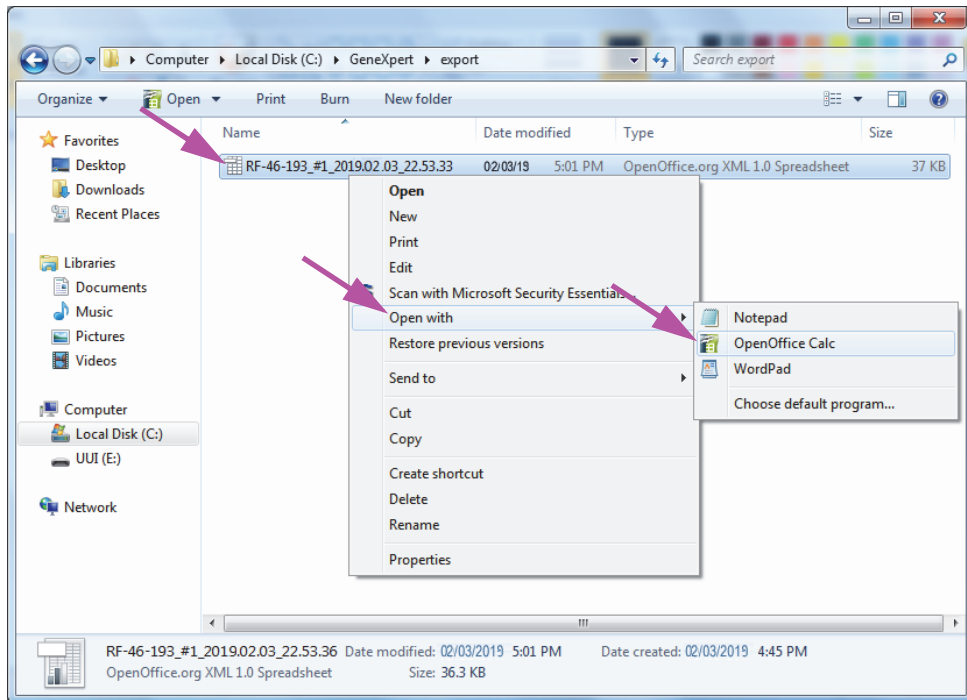 Computer Local Disk (C:) GeneXpert export Search export
Organize Open Print Burn New folder
Name Date modified Type Size
Favorites
Desktop
Downloads
Recent Places
Libraries
Documents
Music
Pictures
Videos
Computer
Local Disk (C:)
UUI (E:)
Network
RF-46-193_#1_2019.02.03_22.53.33 02/03/19 5:01 PM OpenOffice.org XML 1.0 Spreadsheet 37 KB
Open
New
Print
Edit
Scan with Microsoft Security Essentials...
Open with
Restore previous versions
Send to
Cut
Copy
Create shortcut
Delete
Rename
Properties
Notepad
OpenOffice Calc
WordPad
Choose default program...
RF-46-193_#1_2019.02.03_22.53.36 Date modified: 02/03/2019 5:01 PM Date created: 02/03/2019 4:45 PM
OpenOffice.org XML 1.0 Spreadsheet Size: 36.3 KB